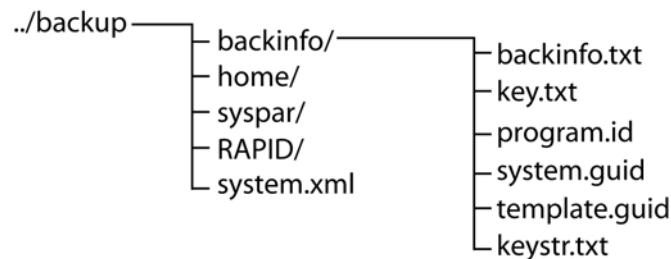 ../backup
backinfo/
home/
syspar/
RAPID/
system.xml
backinfo.txt
key.txt
program.id
system.guid
template.guid
keystr.txt